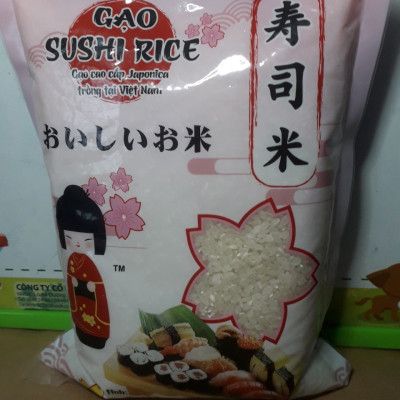 GẠO
SUSHI RICE
Gạo cao cấp Japonica
trồng tại Việt Nam
寿司米
おいしいお米
TM
CÔNG TY CỔ